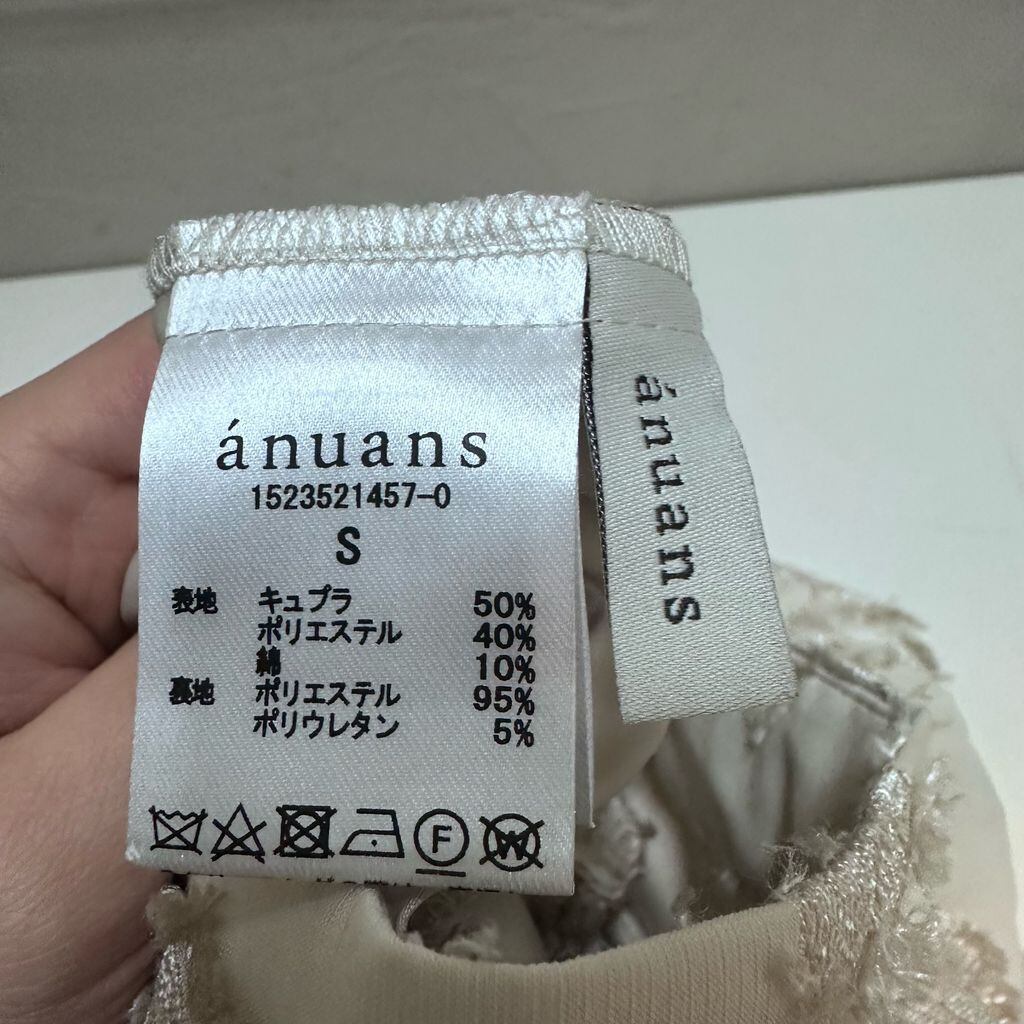 ánuans
1523521457-0
S
表地 キュプラ 50%
ポリエステル 40%
綿 10%
裏地 ポリエステル 95%
ポリウレタン 5%
F
W
ánuans